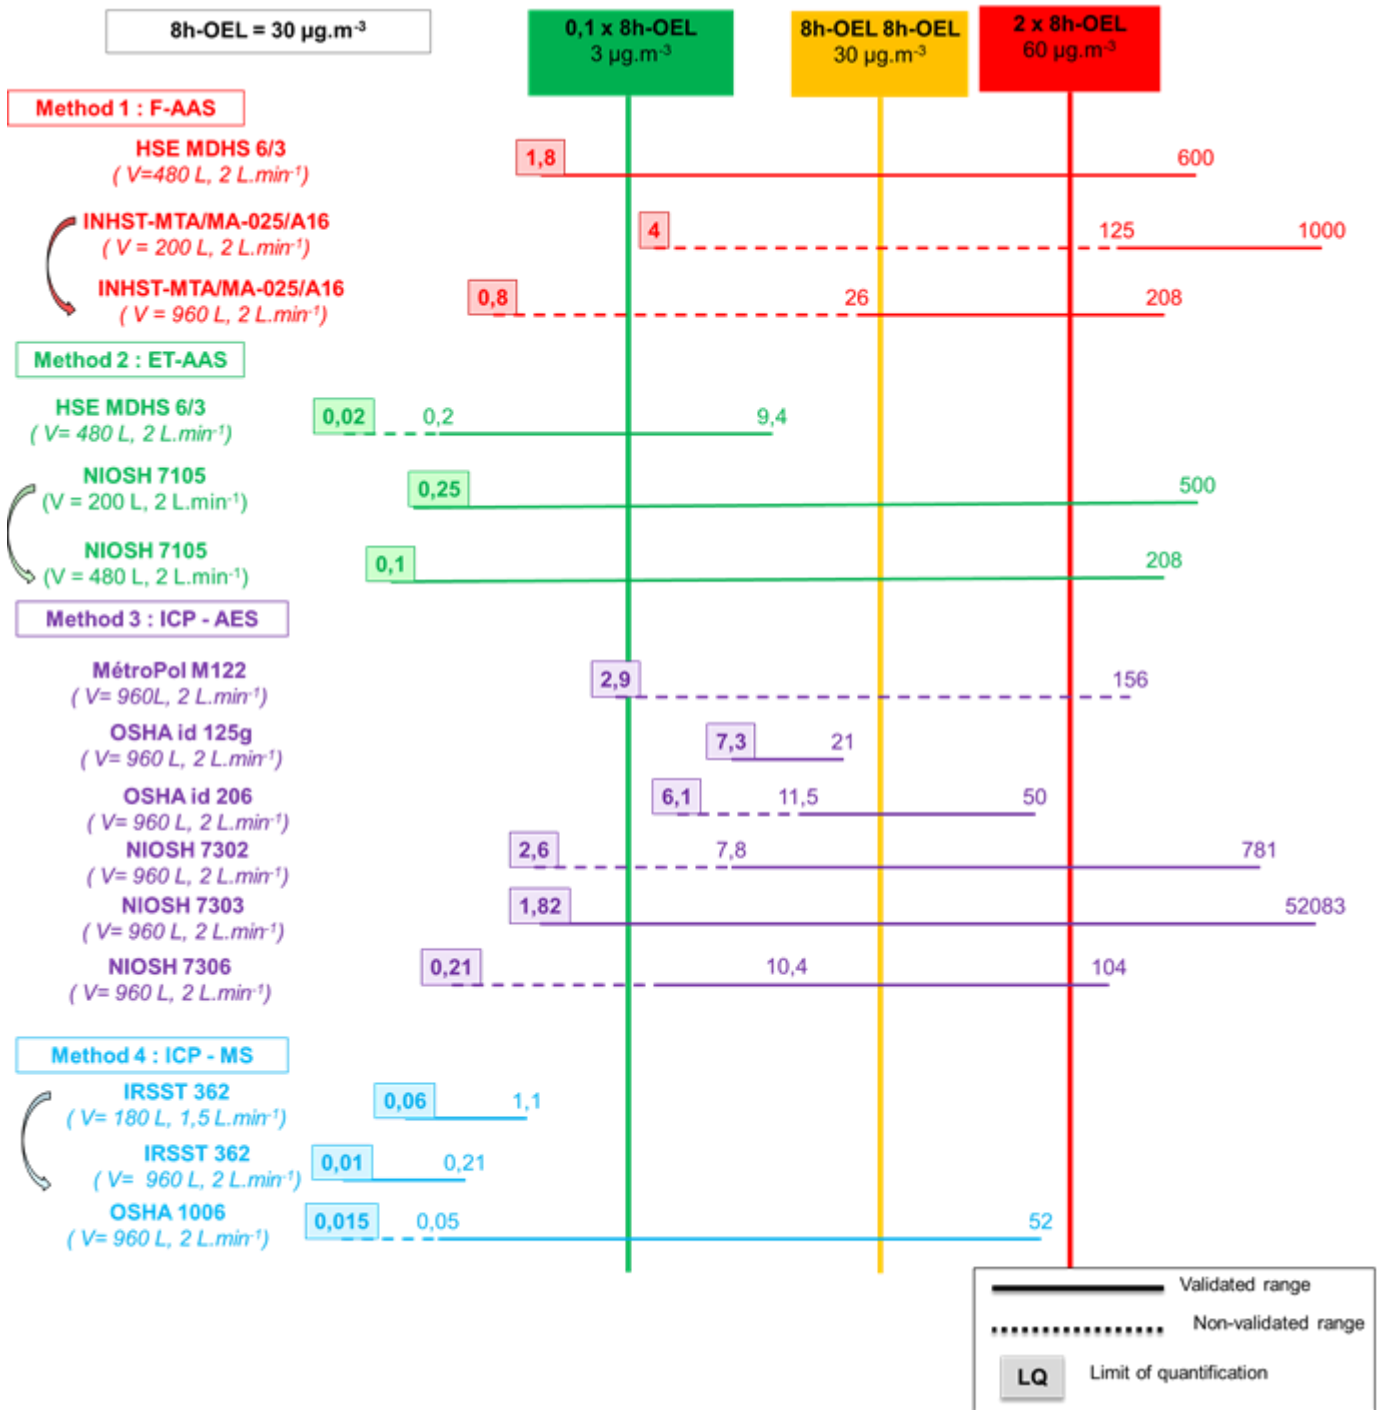 8h-OEL = 30 µg.m-3
0,1 x 8h-OEL
3 µg.m-3
8h-OEL 8h-OEL
30 µg.m-3
2 x 8h-OEL
60 µg.m-3
Method 1 : F-AAS
HSE MDHS 6/3
( V=480 L, 2 L.min-1)
1,8
600
INHST-MTA/MA-025/A16
( V = 200 L, 2 L.min-1)
4
125
1000
INHST-MTA/MA-025/A16
( V = 960 L, 2 L.min-1)
0,8
26
208
Method 2 : ET-AAS
HSE MDHS 6/3
( V= 480 L, 2 L.min-1)
0,02
0,2
9,4
NIOSH 7105
(V = 200 L, 2 L.min-1)
0,25
500
NIOSH 7105
(V = 480 L, 2 L.min-1)
0,1
208
Method 3 : ICP - AES
MétroPol M122
( V= 960L, 2 L.min-1)
2,9
156
OSHA id 125g
( V= 960 L, 2 L.min-1)
7,3
21
OSHA id 206
( V= 960 L, 2 L.min-1)
6,1
11,5
50
NIOSH 7302
( V= 960 L, 2 L.min-1)
2,6
7,8
781
NIOSH 7303
( V= 960 L, 2 L.min-1)
1,82
52083
NIOSH 7306
( V= 960 L, 2 L.min-1)
0,21
10,4
104
Method 4 : ICP - MS
IRSST 362
( V= 180 L, 1,5 L.min-1)
0,06
1,1
IRSST 362
( V=  960 L, 2 L.min-1)
0,01
0,21
OSHA 1006
( V= 960 L, 2 L.min-1)
0,015
0,05
52
Validated range
Non-validated range
LQ
Limit of quantification